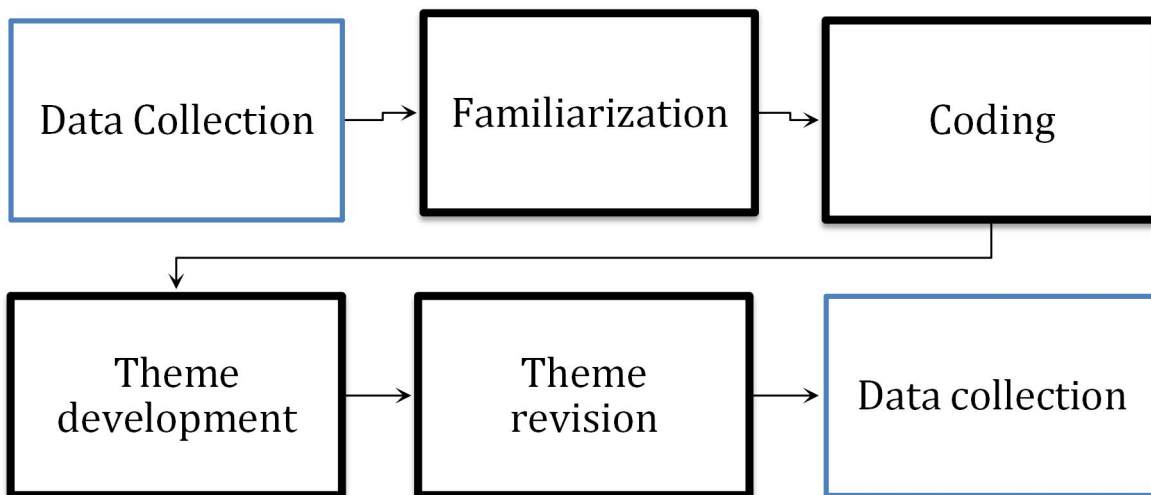 Data Collection
Familiarization
Coding
Theme
development
Theme
revision
Data collection